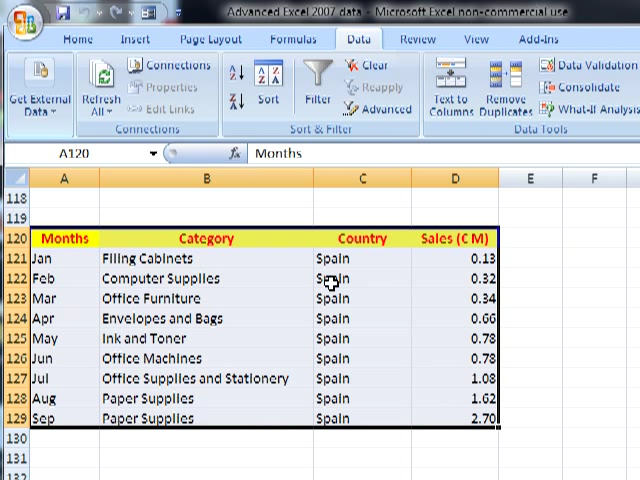 Advanced Excel 2007 data - Microsoft Excel non-commercial use
Home Insert Page Layout Formulas Data Review View Add-Ins
Get External Data
Refresh All
Connections
Properties
Edit Links
Connections
A Z
Z A
Sort
Filter
Clear
Reapply
Advanced
Sort & Filter
Text to Columns
Remove Duplicates
Data Validation
Consolidate
What-If Analysis
Data Tools
A120 fx Months
A B C D E F
118
119
120 Months Category Country Sales (€ M)
121 Jan Filing Cabinets Spain 0.13
122 Feb Computer Supplies Spain 0.32
123 Mar Office Furniture Spain 0.34
124 Apr Envelopes and Bags Spain 0.66
125 May Ink and Toner Spain 0.78
126 Jun Office Machines Spain 0.78
127 Jul Office Supplies and Stationery Spain 1.08
128 Aug Paper Supplies Spain 1.62
129 Sep Paper Supplies Spain 2.70
130
131
132